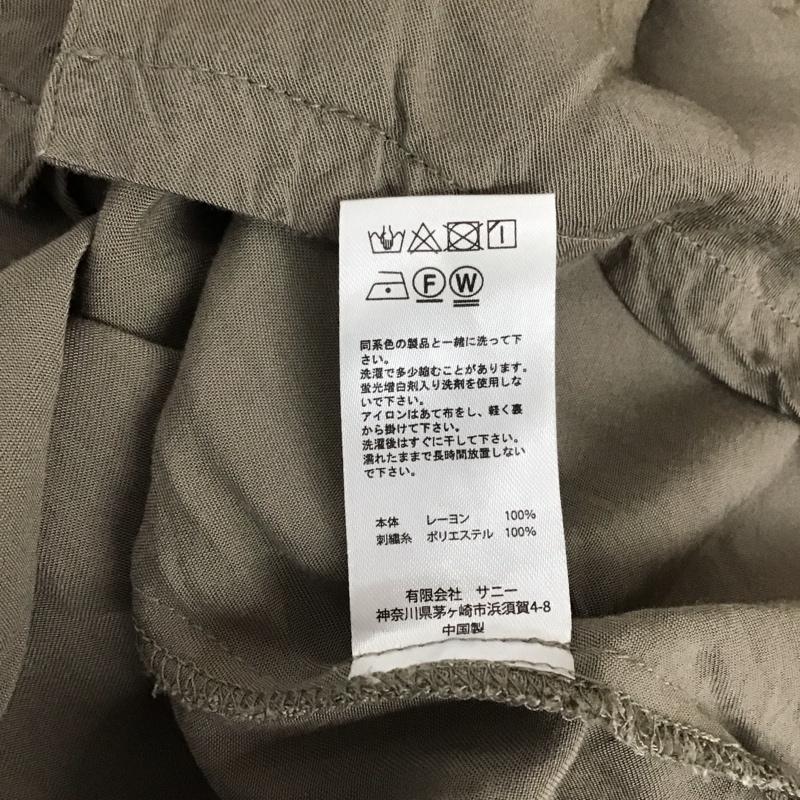 F W
同系色の製品と一緒に洗って下
さい。
洗濯で多少縮むことがあります。
蛍光増白剤入り洗剤を使用しな
いで下さい。
アイロンはあて布をし、軽く裏
から掛けて下さい。
洗濯後はすぐに干して下さい。
濡れたままで長時間放置しない
で下さい。
本体 レーヨン 100%
刺繍糸 ポリエステル 100%
有限会社 サニー
神奈川県茅ヶ崎市浜須賀4-8
中国製